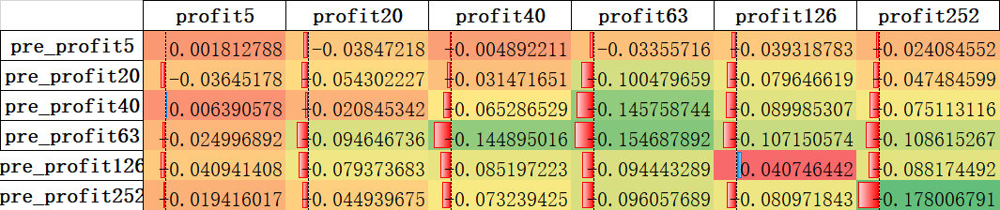 profit5 profit20 profit40 profit63 profit126 profit252
pre_profit5 -0.001812788 -0.03847218 -0.004892211 -0.03355716 -0.039318783 -0.024084552
pre_profit20 -0.03645178 -0.054302227 -0.031471651 -0.100479659 -0.079646619 -0.047484599
pre_profit40 -0.006390578 -0.020845342 -0.065286529 -0.145758744 -0.089985307 -0.075113116
pre_profit63 -0.024996892 -0.094646736 -0.144895016 -0.154687892 -0.107150574 -0.108615267
pre_profit126 -0.040941408 -0.079373683 -0.085197223 -0.094443289 0.040746442 -0.088174492
pre_profit252 -0.019416017 -0.044939675 -0.073239425 -0.096057689 -0.080971843 -0.178006791